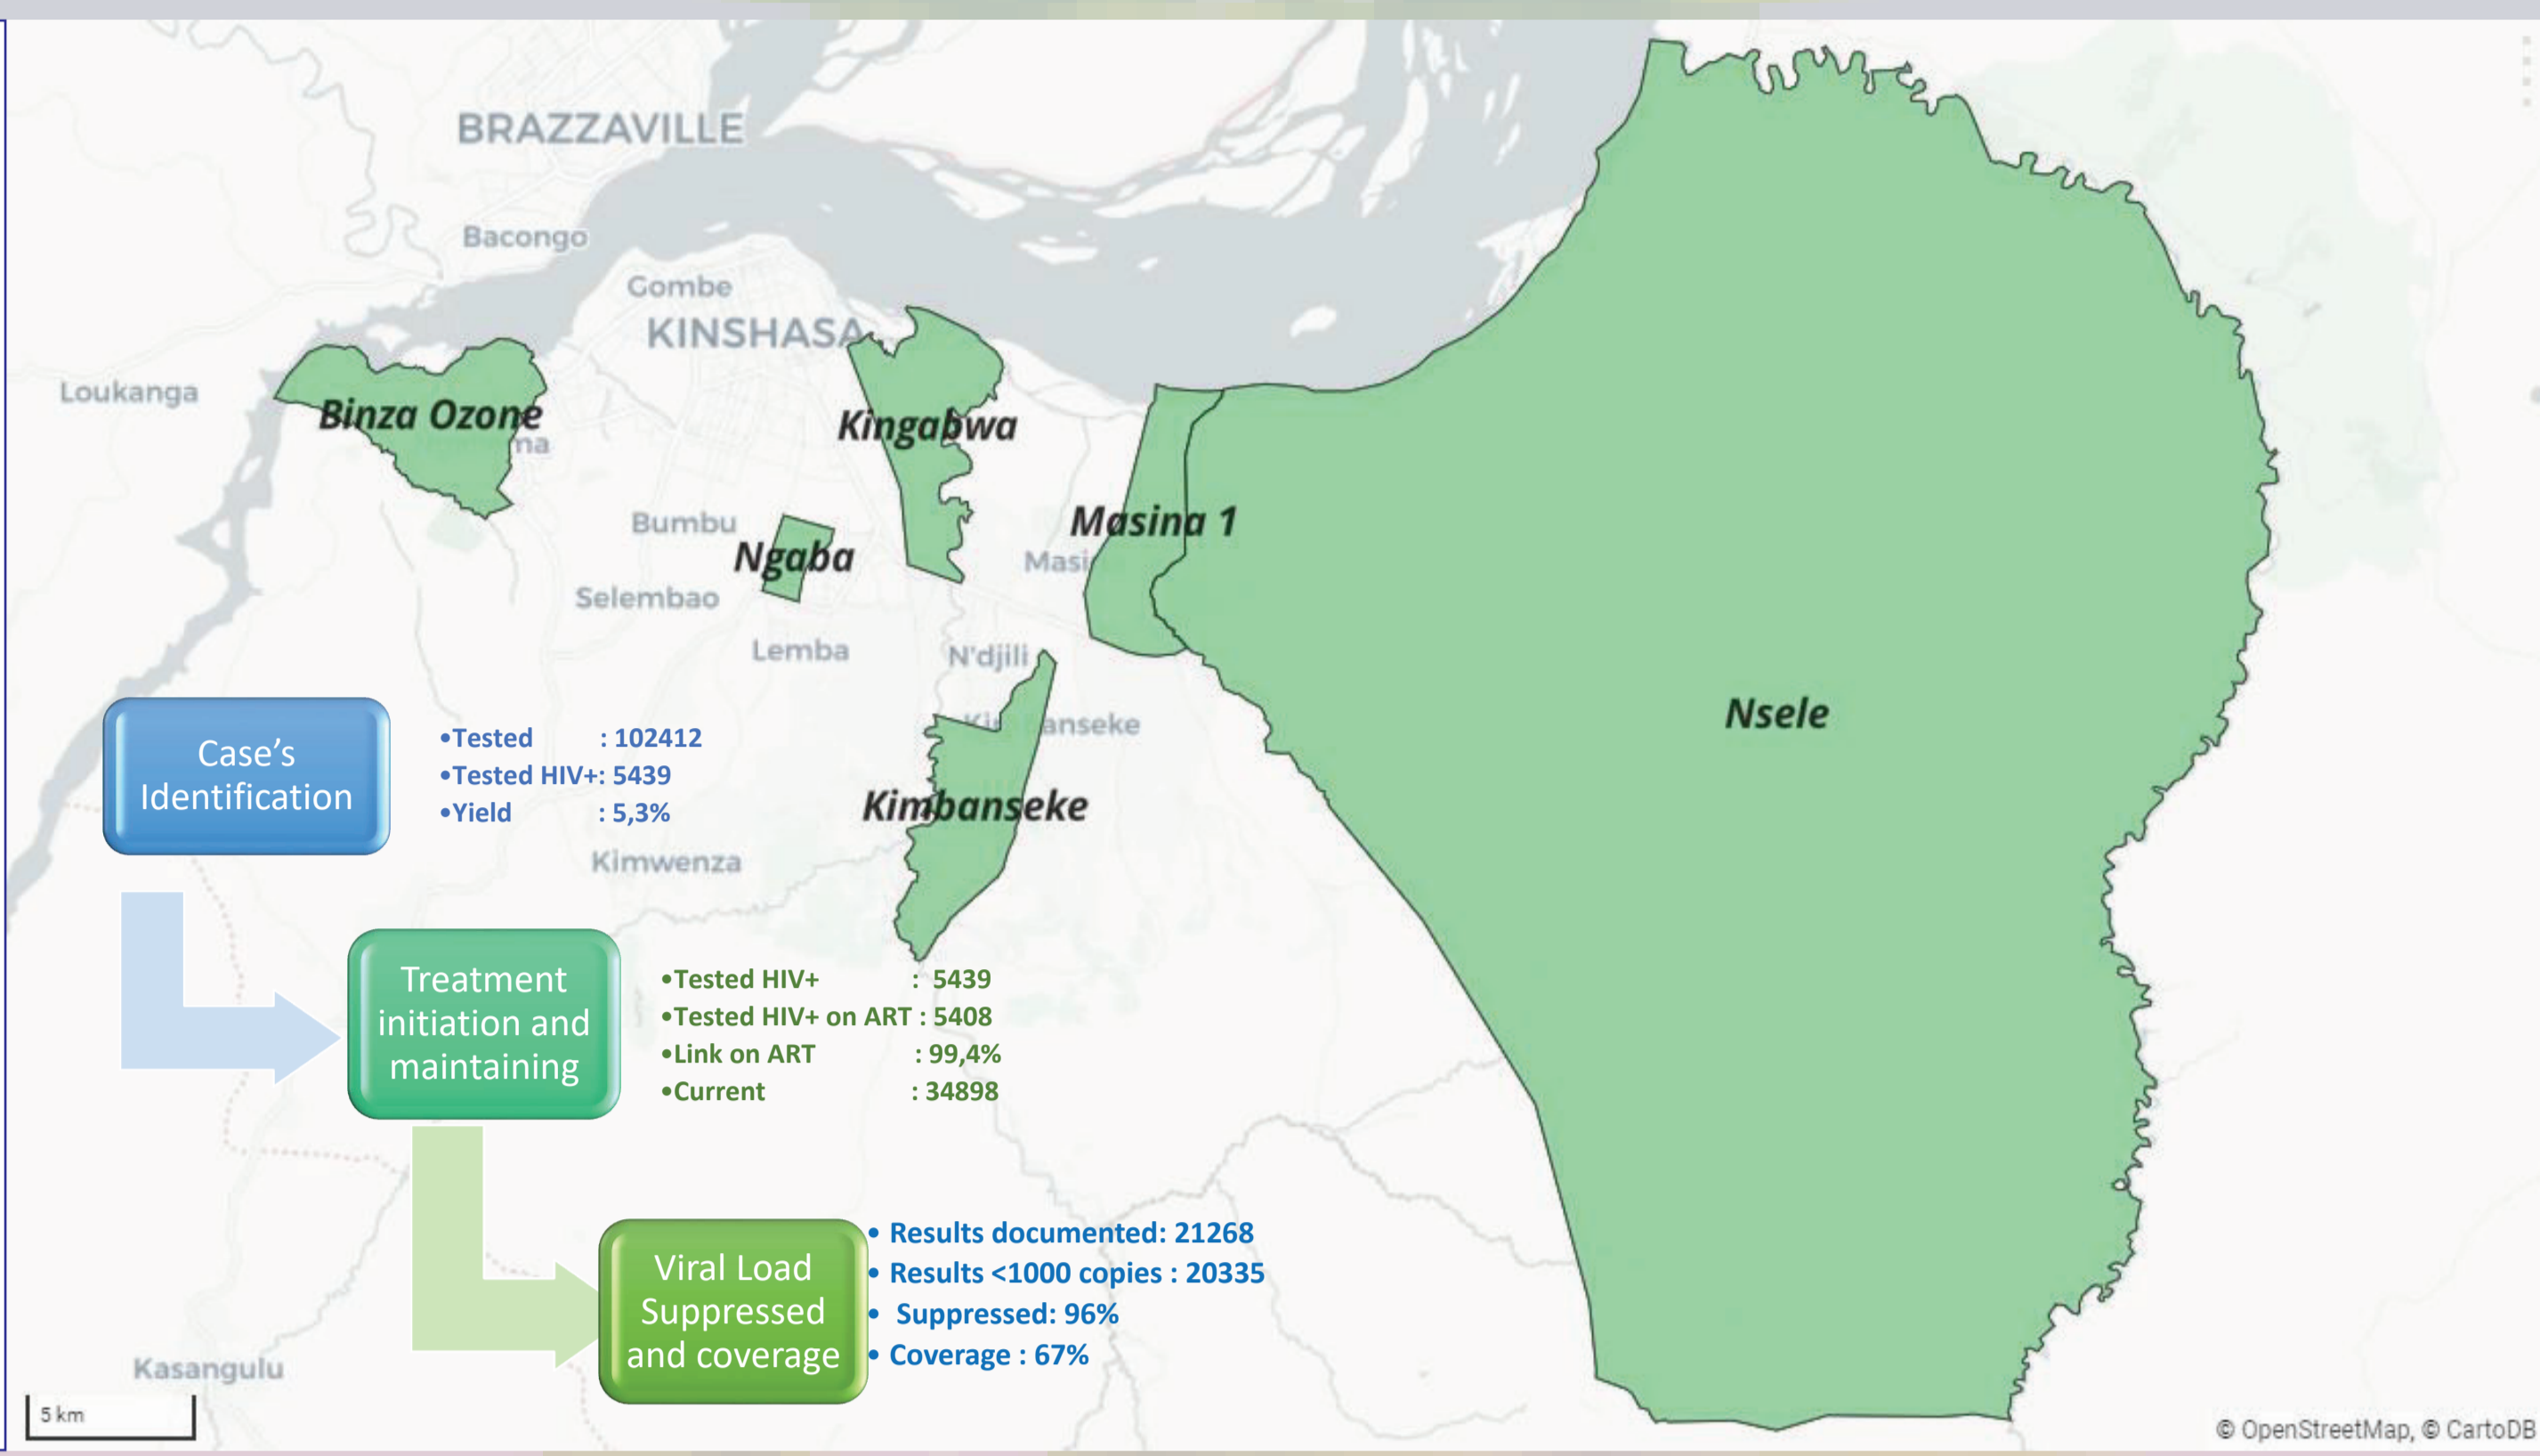 BRAZZAVILLE
Bacongo
Gombe
KINSHASA
Loukanga
Binza Ozone
ma
Kingabwa
Bumbu
Ngaba
Masina 1
Masi
Selembao
Lemba
N'djili
Kimbanseke
Nsele
Kimbanseke
Kimwenza
Case's
Identification
•Tested : 102412
•Tested HIV+: 5439
•Yield : 5,3%
Treatment
initiation and
maintaining
•Tested HIV+ : 5439
•Tested HIV+ on ART : 5408
•Link on ART : 99,4%
•Current : 34898
Viral Load
Suppressed
and coverage
• Results documented: 21268
• Results <1000 copies : 20335
• Suppressed: 96%
• Coverage : 67%
Kasangulu
5 km
© OpenStreetMap, © CartoDB